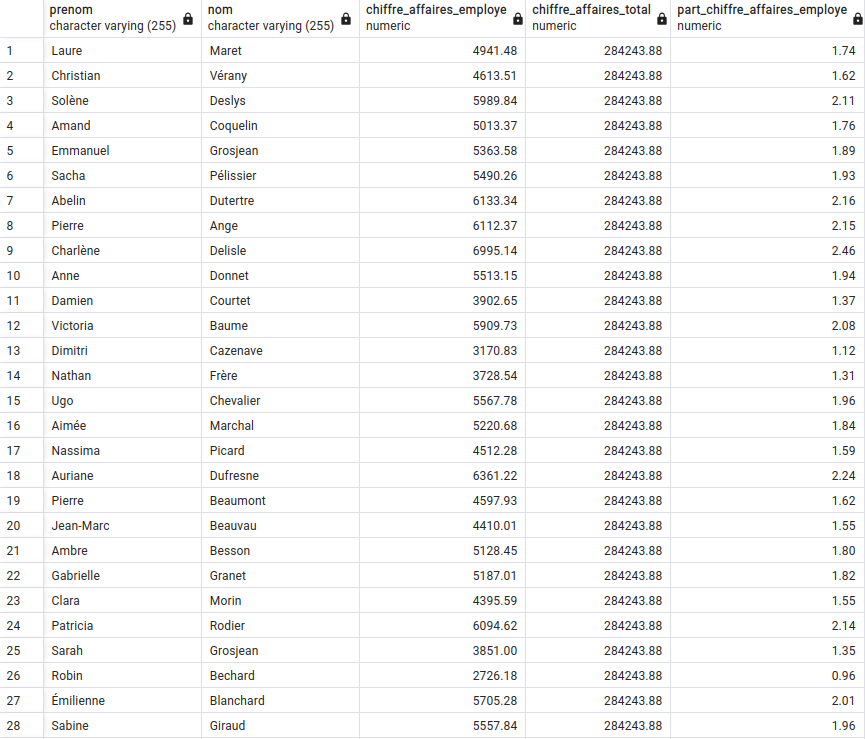 prenom nom chiffre_affaires_employe chiffre_affaires_total part_chiffre_affaires_employe
character varying (255) character varying (255) numeric numeric numeric
1 Laure Maret 4941.48 284243.88 1.74
2 Christian Vérany 4613.51 284243.88 1.62
3 Solène Deslys 5989.84 284243.88 2.11
4 Amand Coquelin 5013.37 284243.88 1.76
5 Emmanuel Grosjean 5363.58 284243.88 1.89
6 Sacha Pélissier 5490.26 284243.88 1.93
7 Abelin Dutertre 6133.34 284243.88 2.16
8 Pierre Ange 6112.37 284243.88 2.15
9 Charlène Delisle 6995.14 284243.88 2.46
10 Anne Donnet 5513.15 284243.88 1.94
11 Damien Courtet 3902.65 284243.88 1.37
12 Victoria Baume 5909.73 284243.88 2.08
13 Dimitri Cazenave 3170.83 284243.88 1.12
14 Nathan Frère 3728.54 284243.88 1.31
15 Ugo Chevalier 5567.78 284243.88 1.96
16 Aimée Marchal 5220.68 284243.88 1.84
17 Nassima Picard 4512.28 284243.88 1.59
18 Auriane Dufresne 6361.22 284243.88 2.24
19 Pierre Beaumont 4597.93 284243.88 1.62
20 Jean-Marc Beauvau 4410.01 284243.88 1.55
21 Ambre Besson 5128.45 284243.88 1.80
22 Gabrielle Granet 5187.01 284243.88 1.82
23 Clara Morin 4395.59 284243.88 1.55
24 Patricia Rodier 6094.62 284243.88 2.14
25 Sarah Grosjean 3851.00 284243.88 1.35
26 Robin Bechard 2726.18 284243.88 0.96
27 Émilienne Blanchard 5705.28 284243.88 2.01
28 Sabine Giraud 5557.84 284243.88 1.96